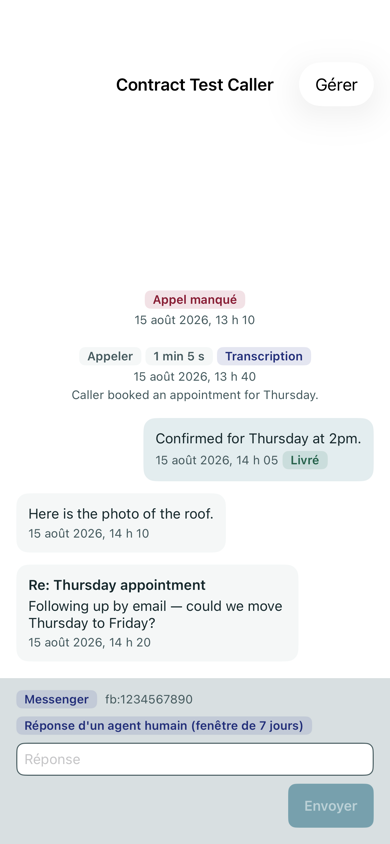 Contract Test Caller
Gérer
Appel manqué
15 août 2026, 13 h 10
Appeler 1 min 5 s Transcription
15 août 2026, 13 h 40
Caller booked an appointment for Thursday.
Confirmed for Thursday at 2pm.
15 août 2026, 14 h 05 Livré
Here is the photo of the roof.
15 août 2026, 14 h 10
Re: Thursday appointment
Following up by email — could we move
Thursday to Friday?
15 août 2026, 14 h 20
Messenger fb:1234567890
Réponse d'un agent humain (fenêtre de 7 jours)
Réponse
Envoyer